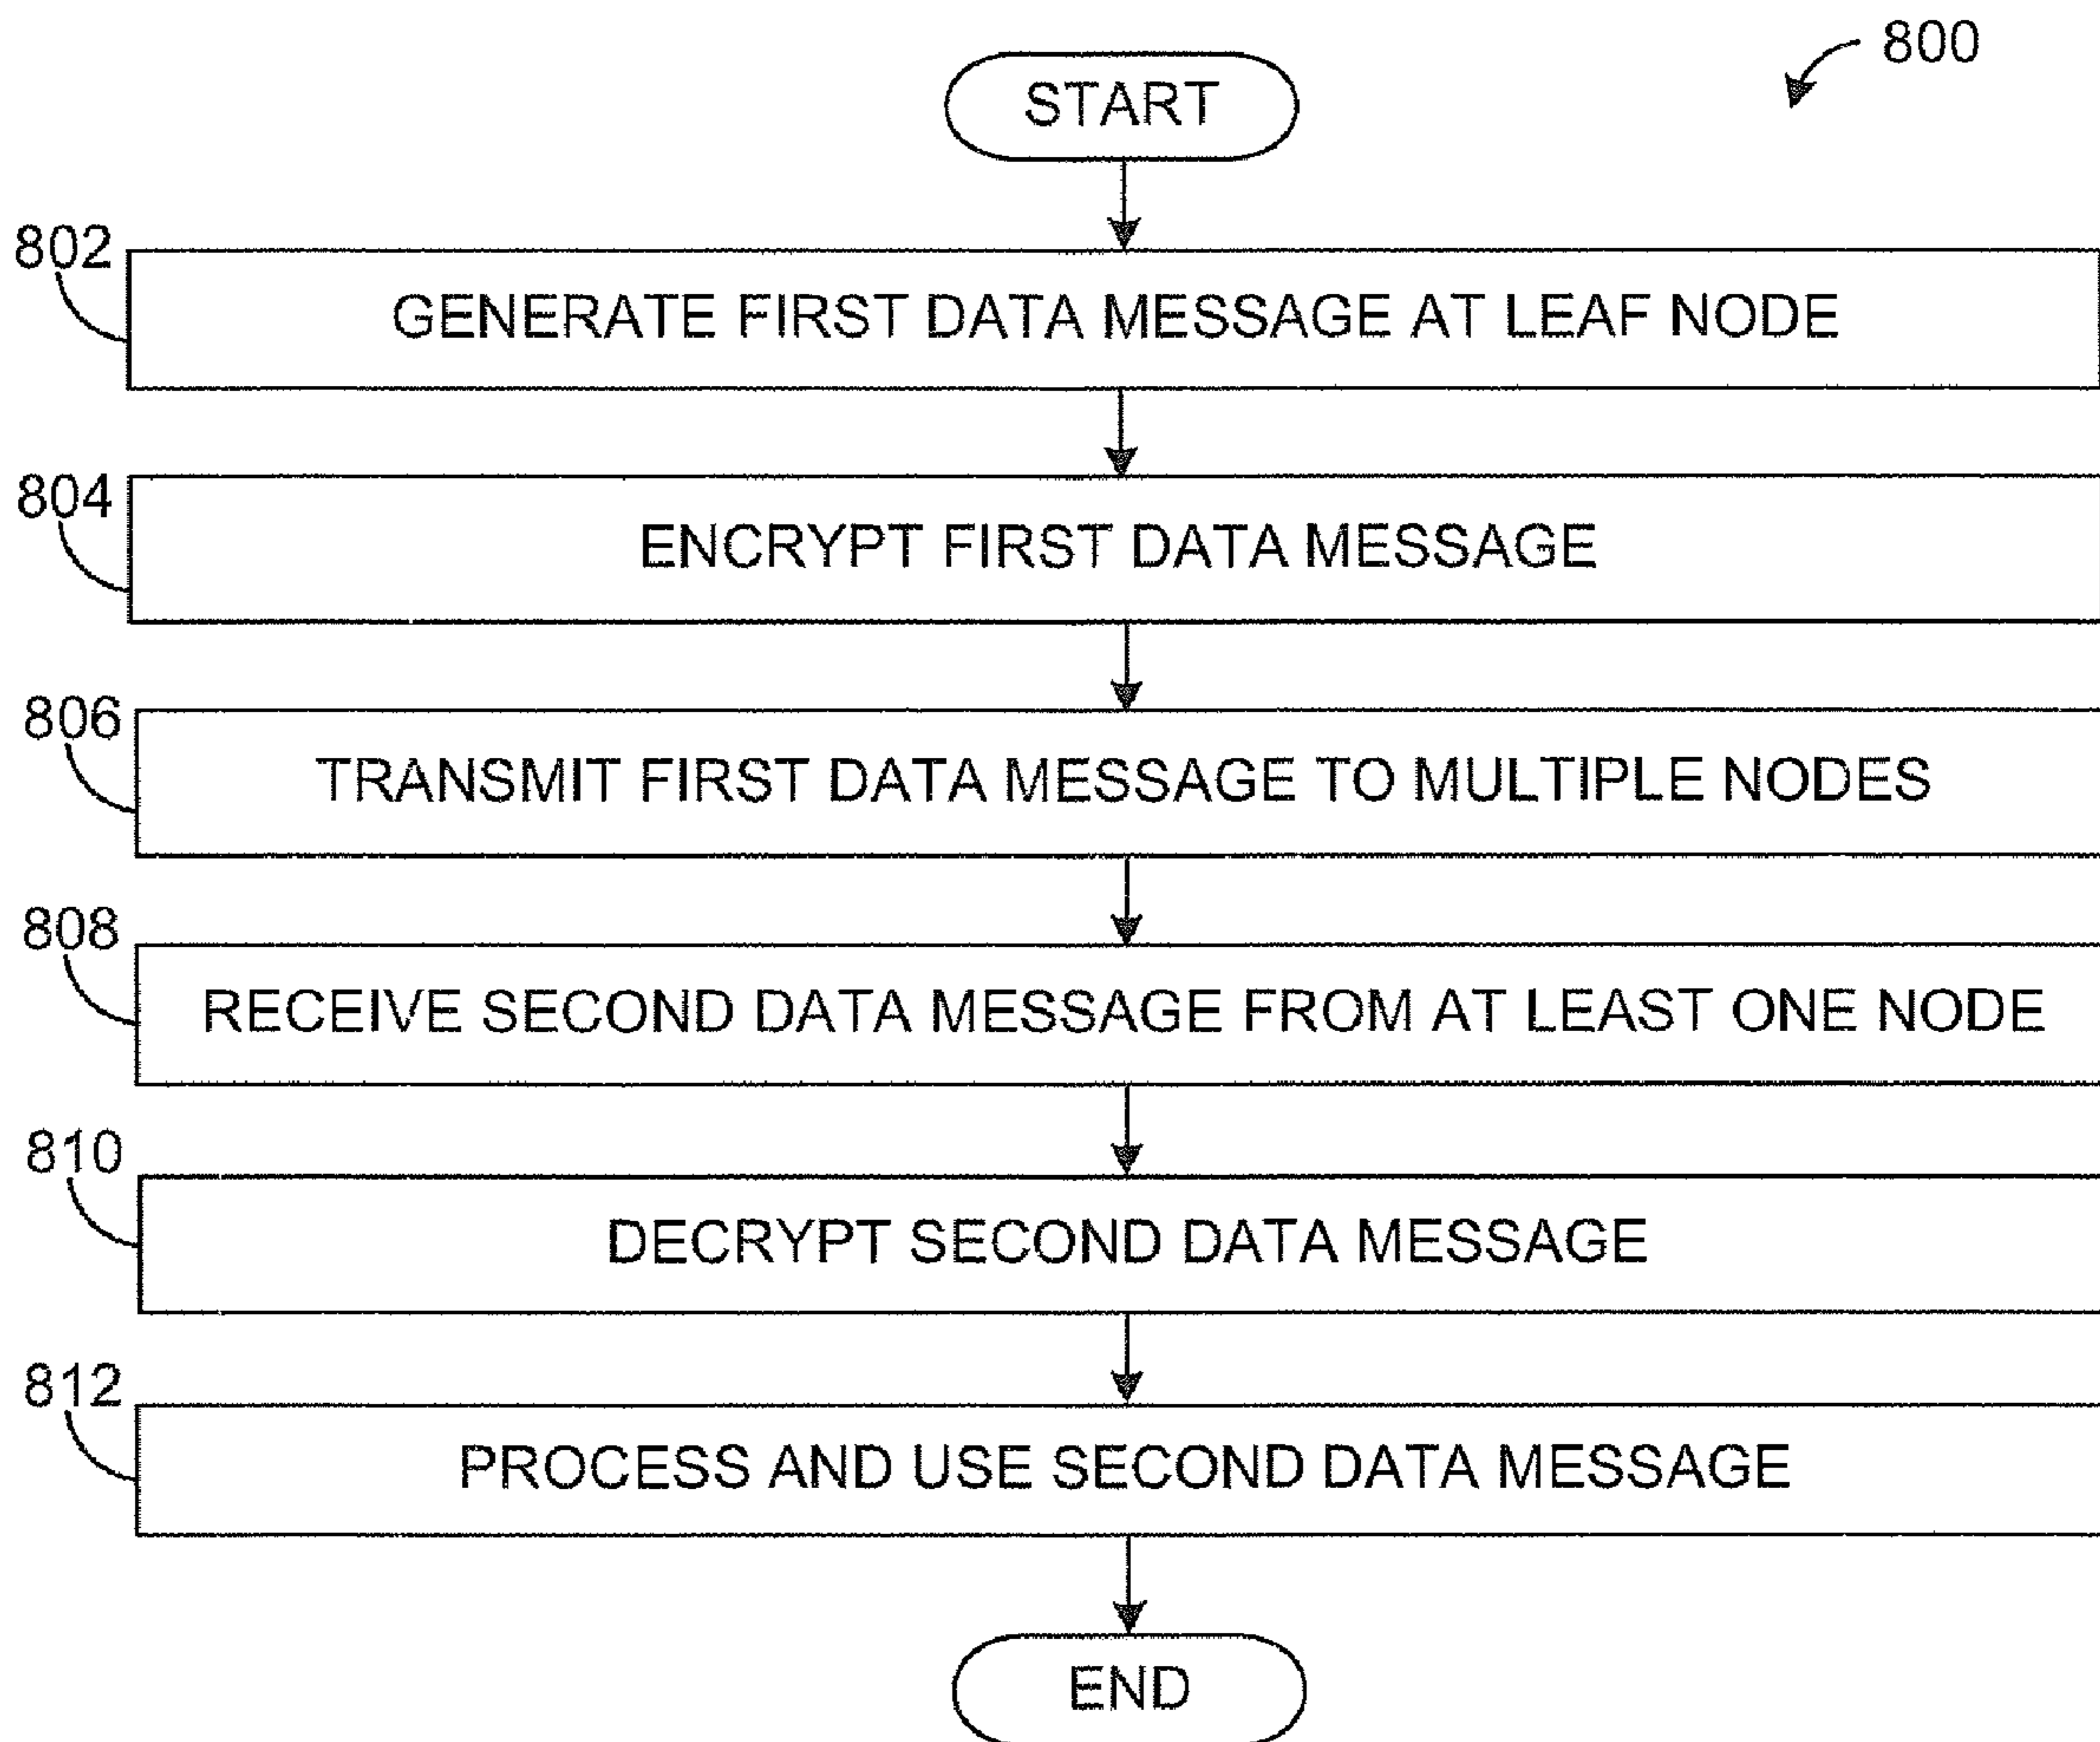 800
START
802
GENERATE FIRST DATA MESSAGE AT LEAF NODE
804
ENCRYPT FIRST DATA MESSAGE
806
TRANSMIT FIRST DATA MESSAGE TO MULTIPLE NODES
808
RECEIVE SECOND DATA MESSAGE FROM AT LEAST ONE NODE
810
DECRYPT SECOND DATA MESSAGE
812
PROCESS AND USE SECOND DATA MESSAGE
END